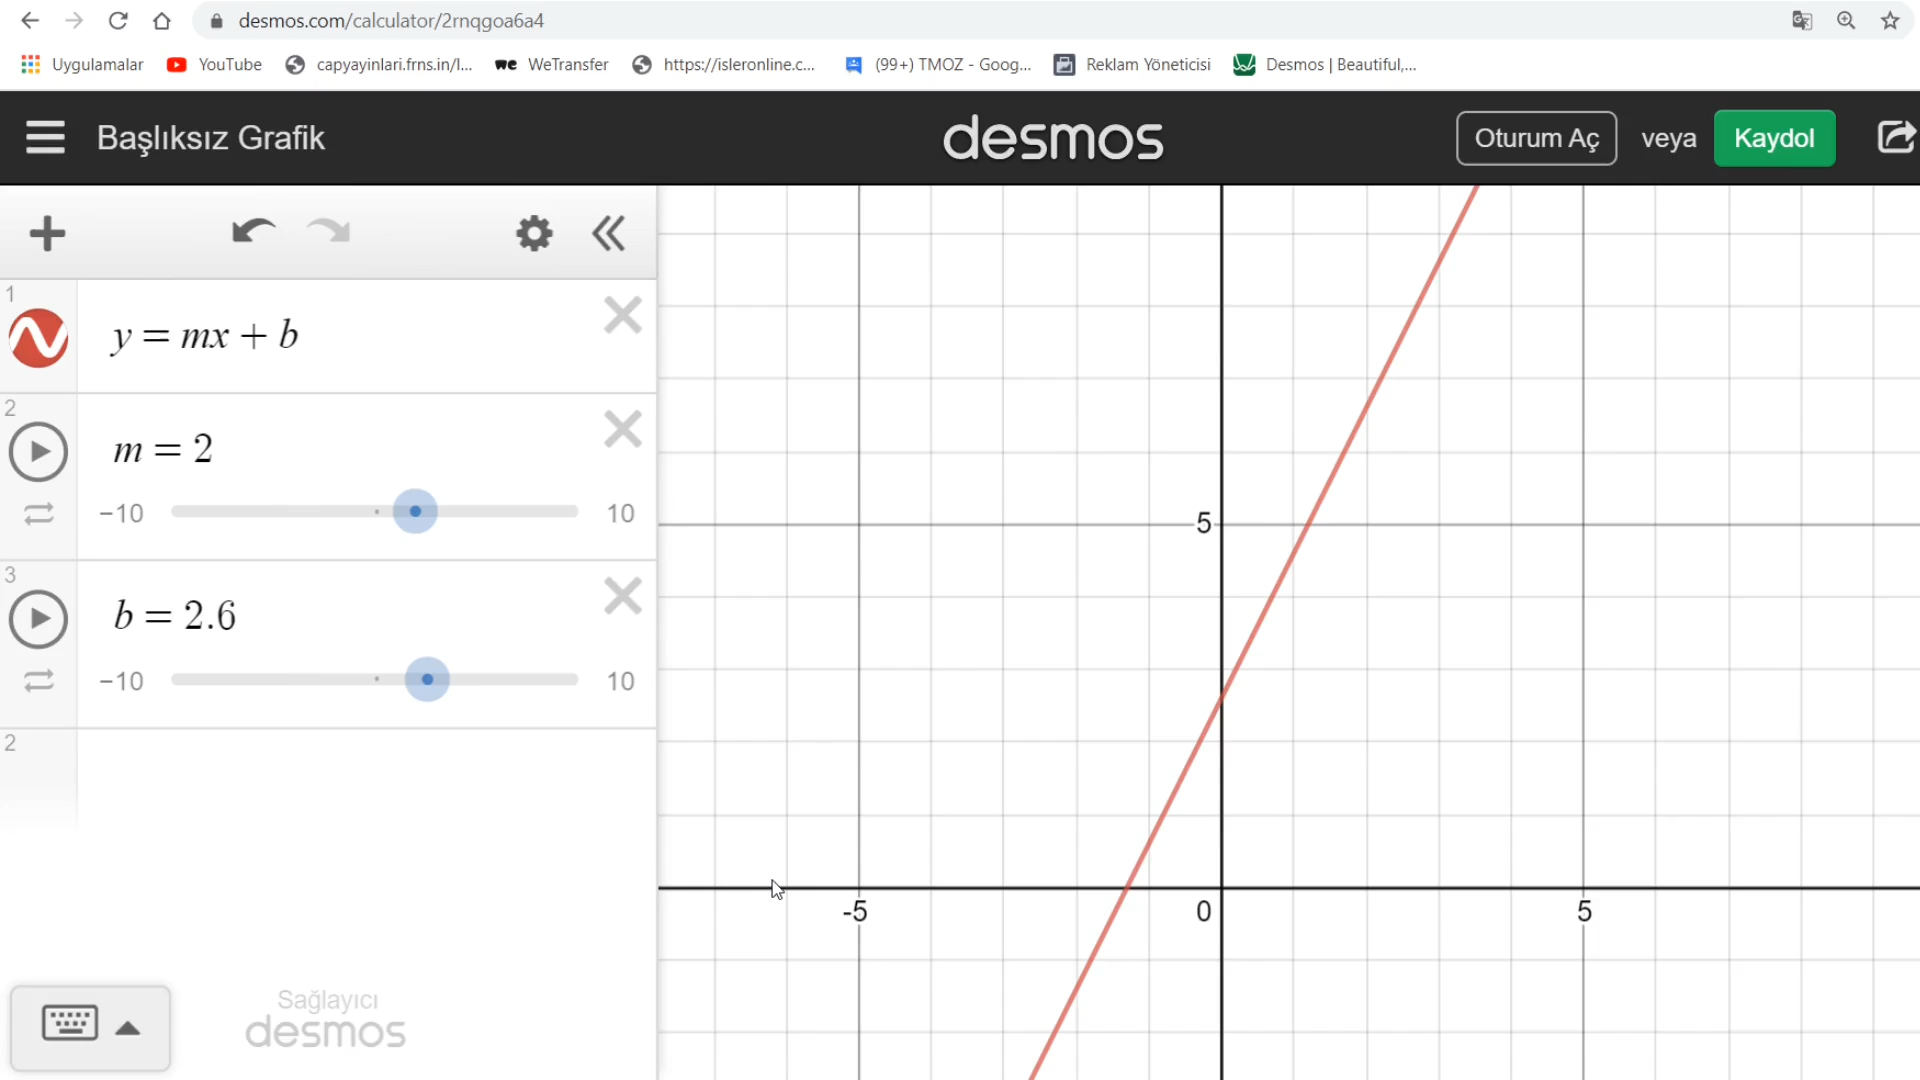 desmos.com/calculator/2rnqgoa6a4
Uygulamalar YouTube capyayinlari.frns.in/l... we WeTransfer https://isleronline.c... (99+) TMOZ - Goog... Reklam Yöneticisi Desmos | Beautiful,...
Başlıksız Grafik desmos Oturum Aç veya Kaydol
1
y = mx + b
2
m = 2
-10 10
3
b = 2.6
-10 10
2
5
-5 0 5
Sağlayıcı
desmos